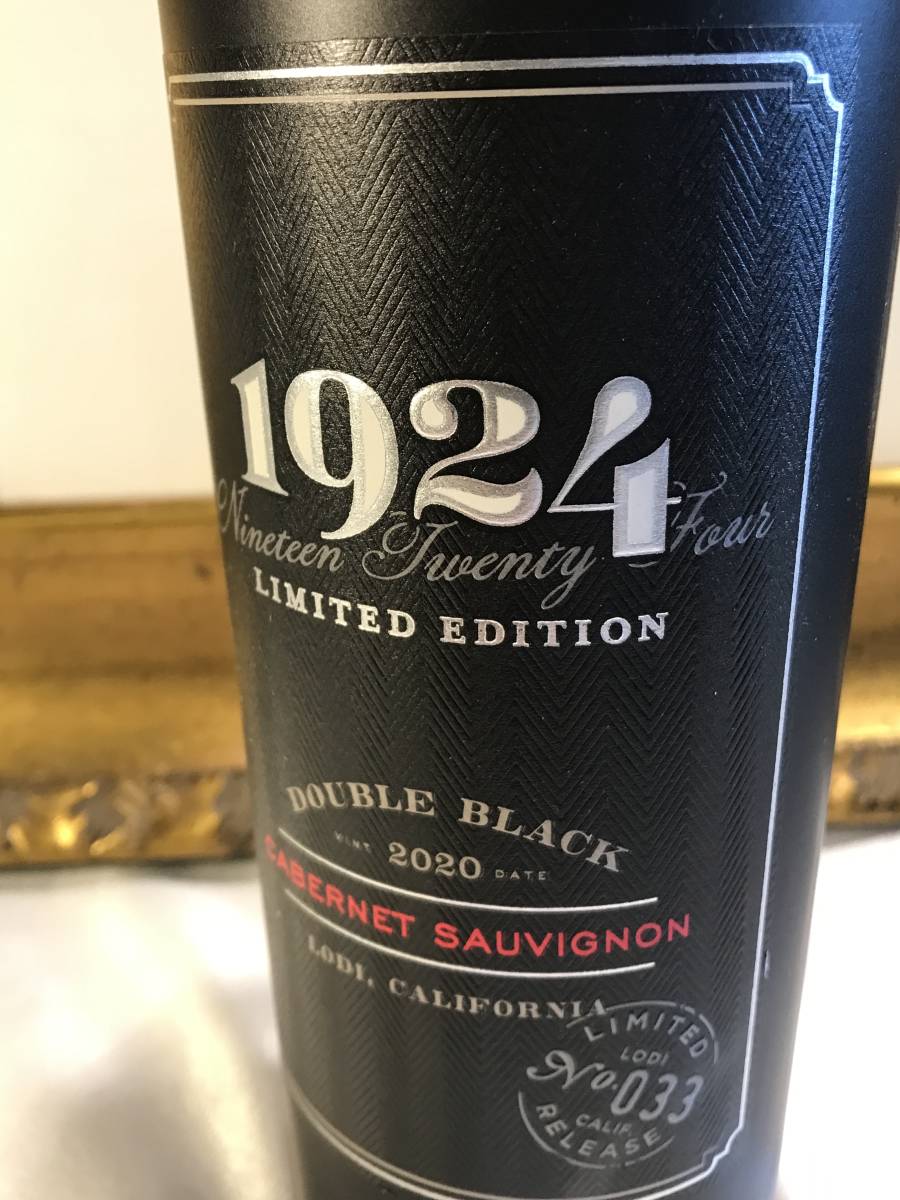 1924
Nineteen Twenty Four
LIMITED EDITION
DOUBLE BLACK
VINT. 2020 DATE
CABERNET SAUVIGNON
LODI, CALIFORNIA
LIMITED
LODI
No. 033
CALIF.
RELEASE